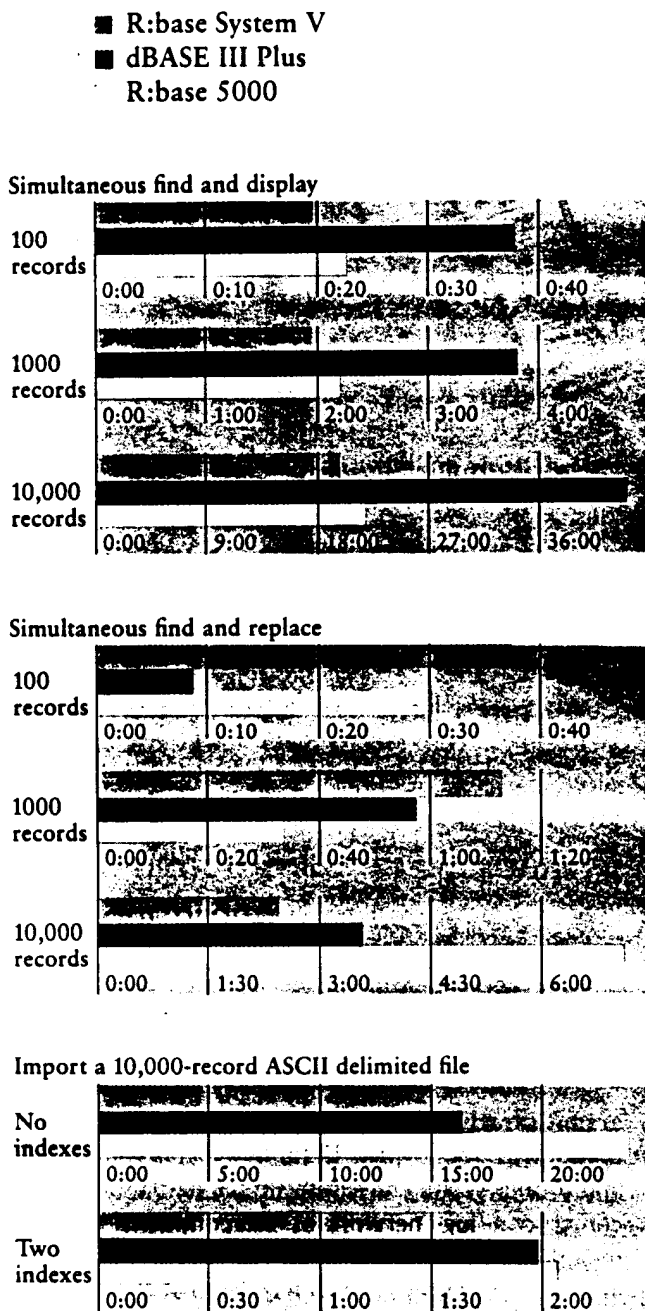 R:base System V
dBASE III Plus
R:base 5000
Simultaneous find and display
100
records
0:00 0:10 0:20 0:30 0:40
1000
records
0:00 1:00 2:00 3:00 4:00
10,000
records
0:00 9:00 18:00 27:00 36:00
Simultaneous find and replace
100
records
0:00 0:10 0:20 0:30 0:40
1000
records
0:00 0:20 0:40 1:00 1:20
10,000
records
0:00 1:30 3:00 4:30 6:00
Import a 10,000-record ASCII delimited file
No
indexes
0:00 5:00 10:00 15:00 20:00
Two
indexes
0:00 0:30 1:00 1:30 2:00